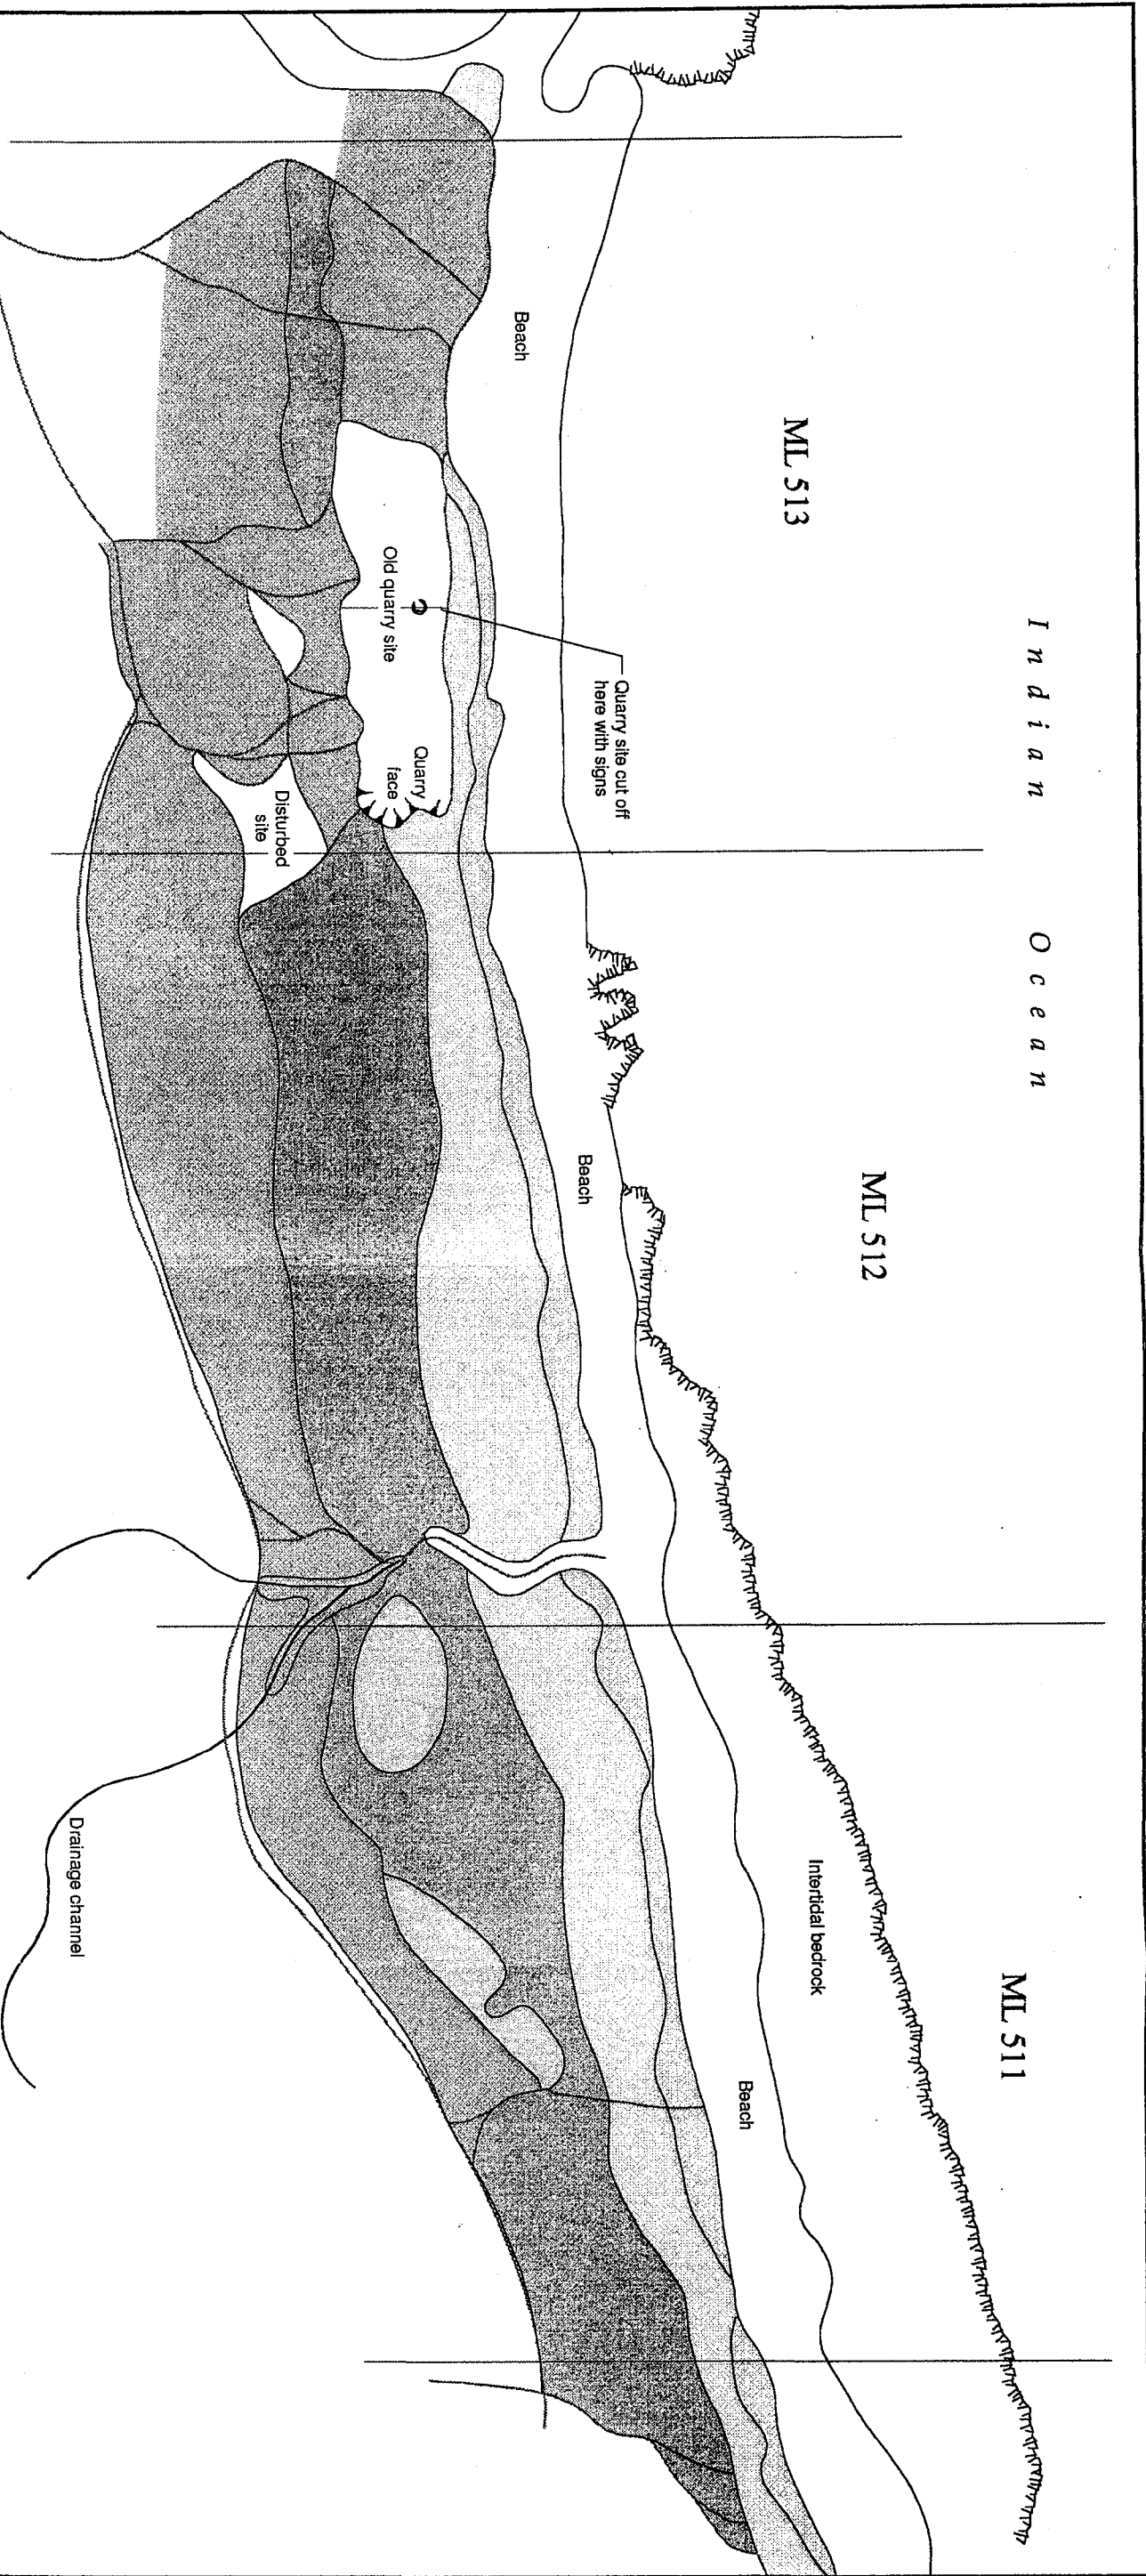 Indian Ocean
ML 513
ML 512
ML 511
Beach
Quarry site cut off
here with signs
Old quarry site
Quarry
face
Disturbed
site
Beach
Intertidal bedrock
Beach
Drainage channel